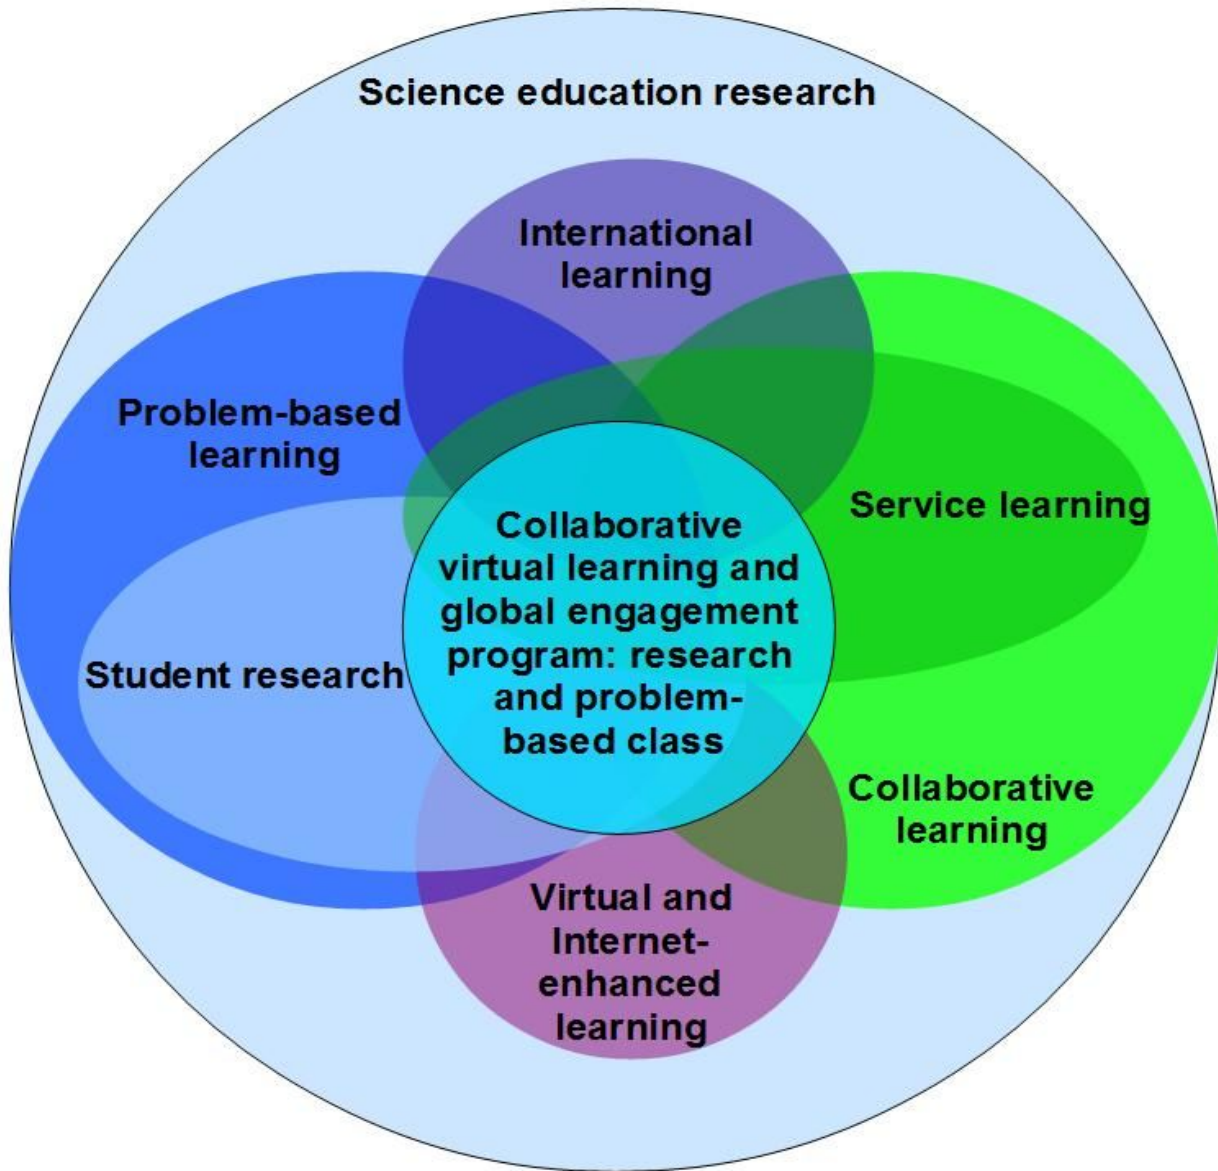 Science education research
International
learning
Problem-based
learning
Service learning
Collaborative
virtual learning and
global engagement
program: research
and problem-
based class
Student research
Collaborative
learning
Virtual and
Internet-
enhanced
learning